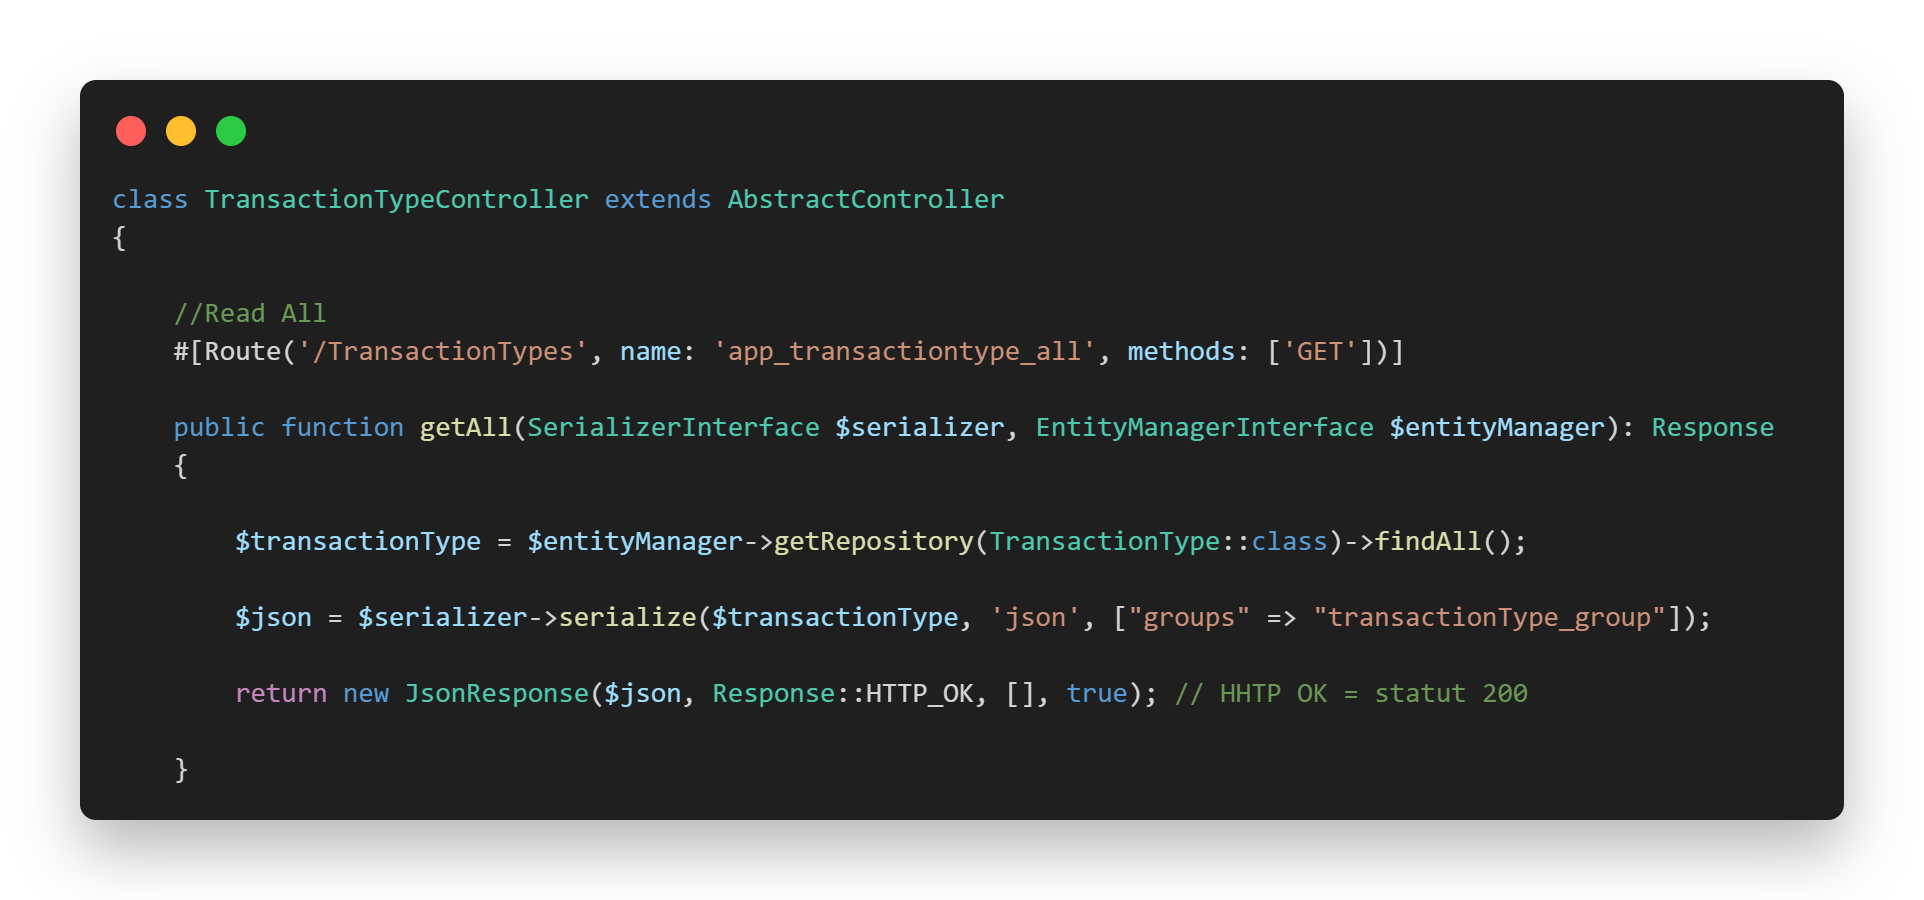 class TransactionTypeController extends AbstractController
{
//Read All
#[Route('/TransactionTypes', name: 'app_transactiontype_all', methods: ['GET'])]
public function getAll(SerializerInterface $serializer, EntityManagerInterface $entityManager): Response
{
$transactionType = $entityManager->getRepository(TransactionType::class)->findAll();
$json = $serializer->serialize($transactionType, 'json', ["groups" => "transactionType_group"]);
return new JsonResponse($json, Response::HTTP_OK, [], true); // HHTP OK = statut 200
}